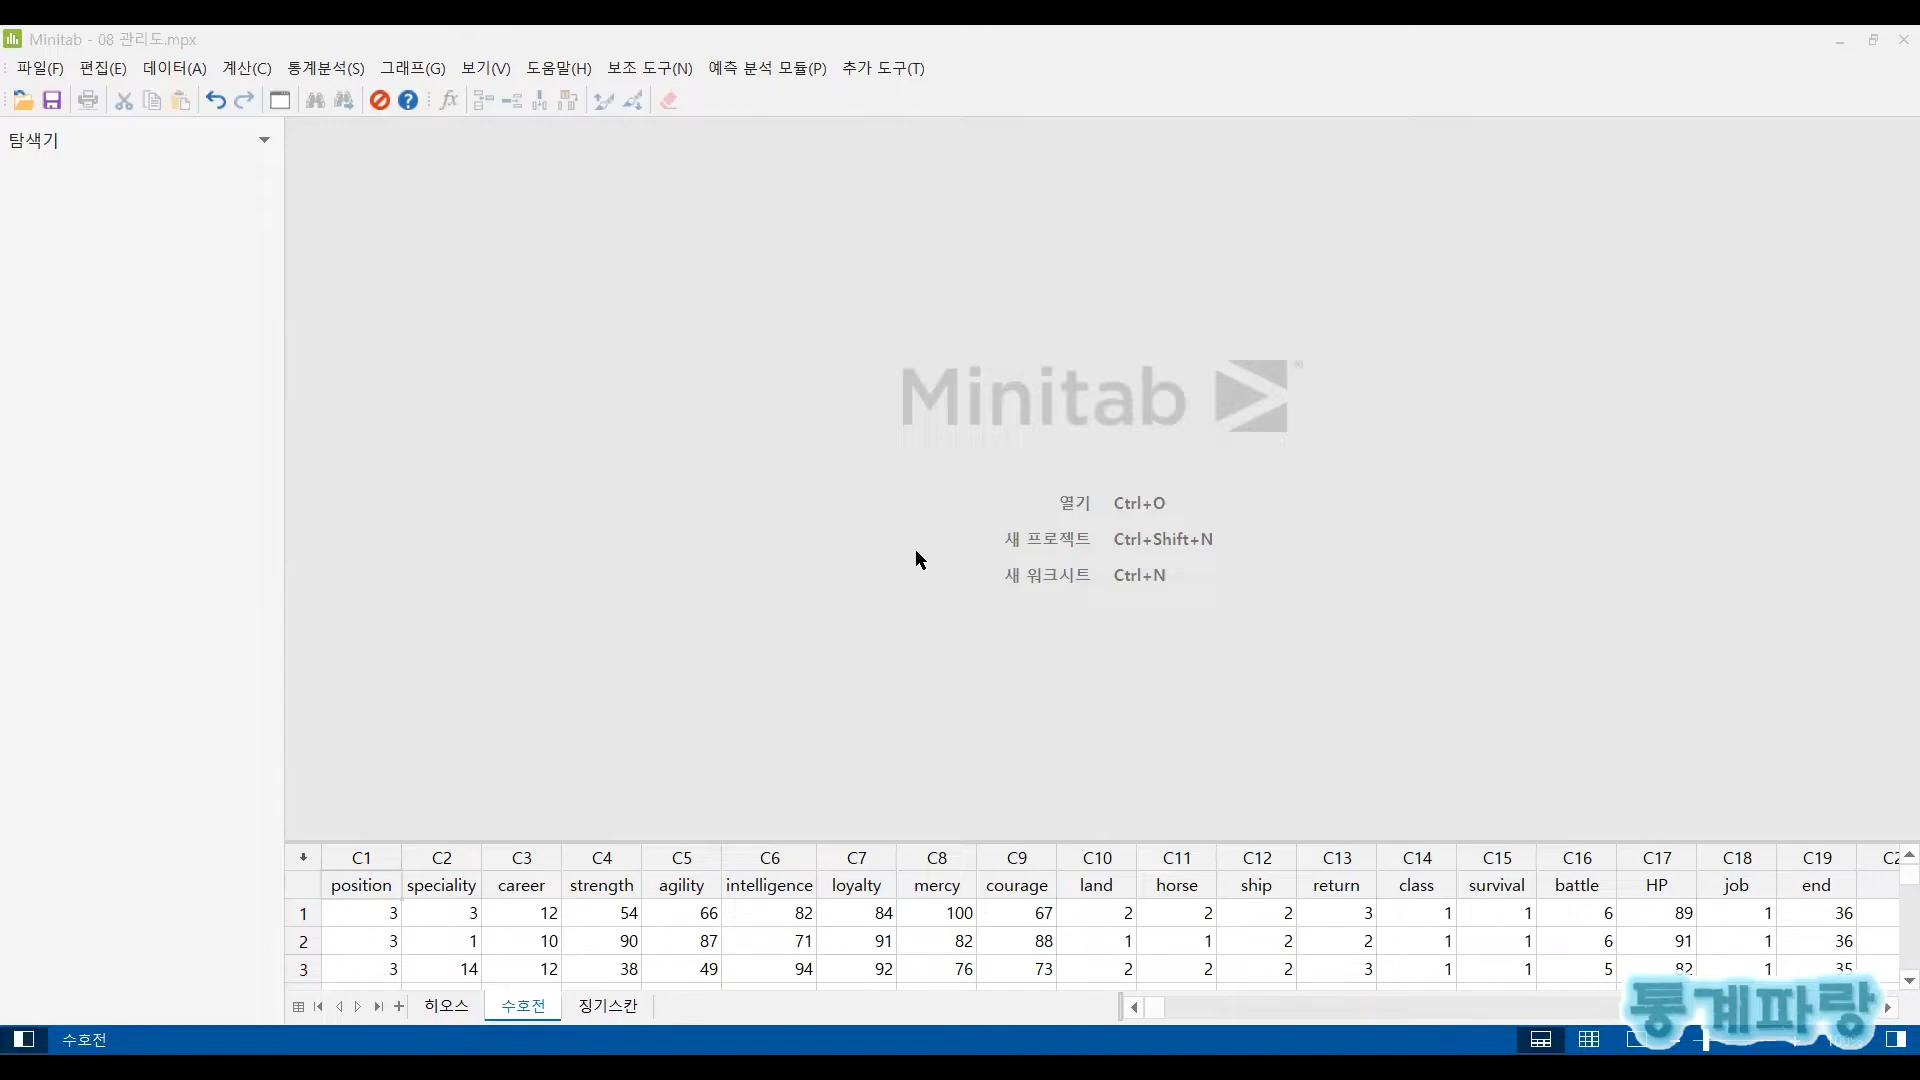 Minitab - 08 관리도.mpx
파일(F) 편집(E) 데이터(A) 계산(C) 통계분석(S) 그래프(G) 보기(V) 도움말(H) 보조 도구(N) 예측 분석 모듈(P) 추가 도구(T)
탐색기
Minitab
열기 Ctrl+O
새 프로젝트 Ctrl+Shift+N
새 워크시트 Ctrl+N
C1 C2 C3 C4 C5 C6 C7 C8 C9 C10 C11 C12 C13 C14 C15 C16 C17 C18 C19
position speciality career strength agility intelligence loyalty mercy courage land horse ship return class survival battle HP job end
1 3 3 12 54 66 82 84 100 67 2 2 2 3 1 1 6 89 1 36
2 3 1 10 90 87 71 91 82 88 1 1 2 2 1 1 6 91 1 36
3 3 14 12 38 49 94 92 76 73 2 2 2 3 1 1 5 82 1 35
히오스 수호전 징기스칸
통계파랑
수호전